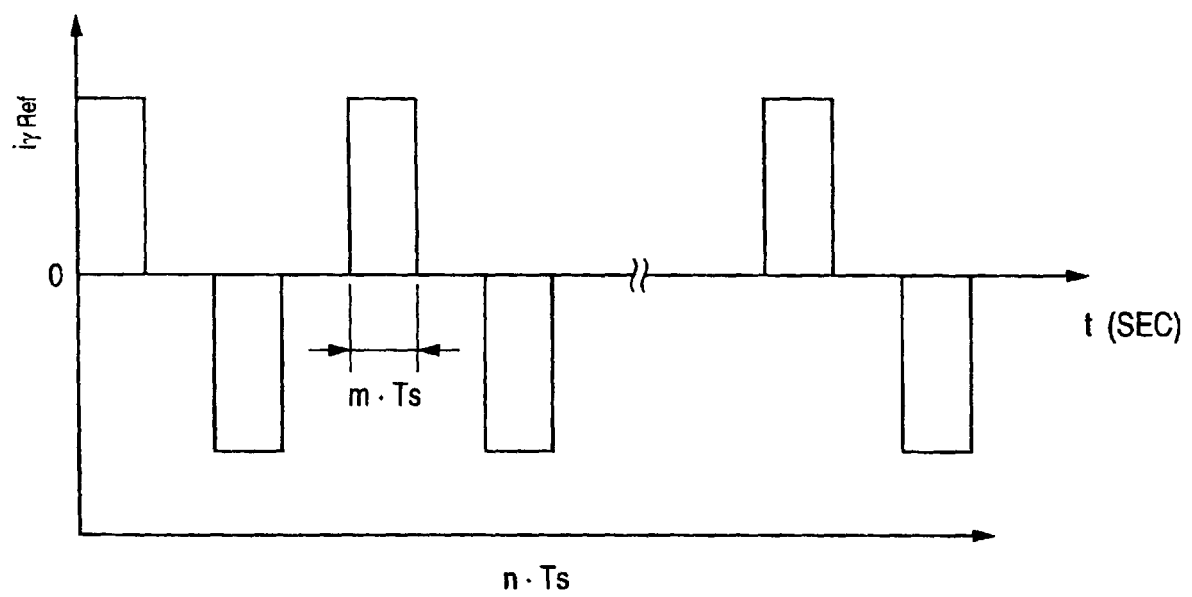 iγ Ref
0
t (SEC)
m · Ts
n · Ts